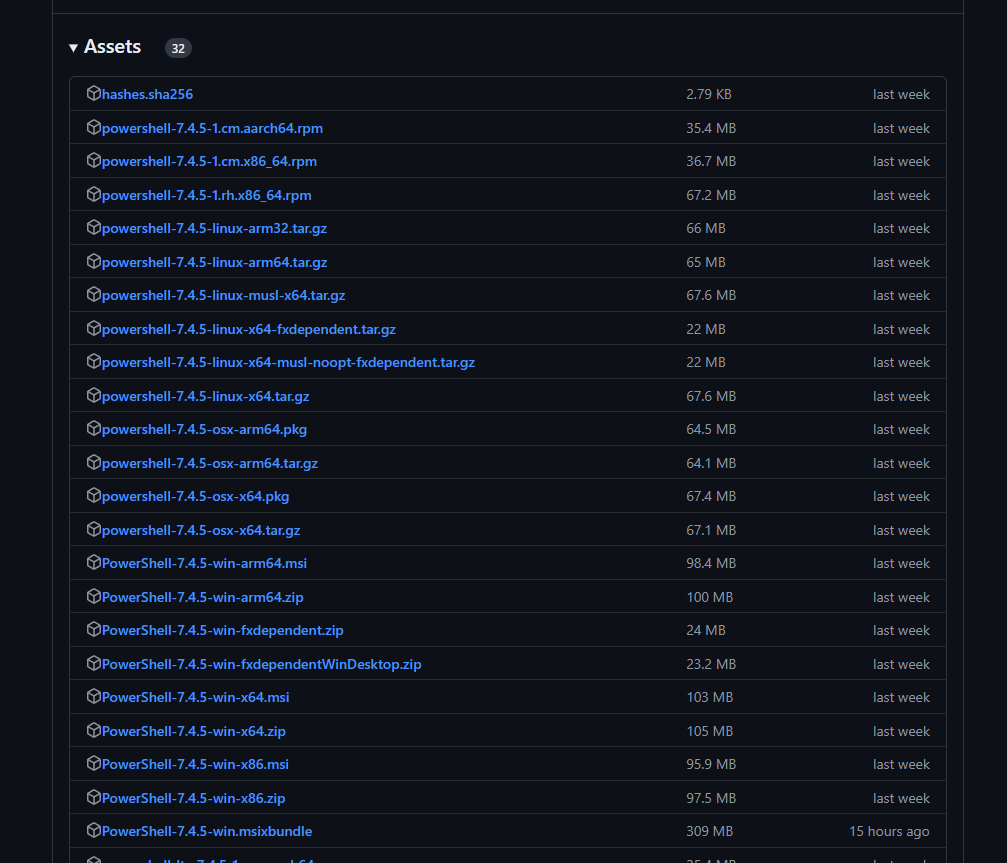 Assets 32
hashes.sha256 2.79 KB last week
powershell-7.4.5-1.cm.aarch64.rpm 35.4 MB last week
powershell-7.4.5-1.cm.x86_64.rpm 36.7 MB last week
powershell-7.4.5-1.rh.x86_64.rpm 67.2 MB last week
powershell-7.4.5-linux-arm32.tar.gz 66 MB last week
powershell-7.4.5-linux-arm64.tar.gz 65 MB last week
powershell-7.4.5-linux-musl-x64.tar.gz 67.6 MB last week
powershell-7.4.5-linux-x64-fxdependent.tar.gz 22 MB last week
powershell-7.4.5-linux-x64-musl-noopt-fxdependent.tar.gz 22 MB last week
powershell-7.4.5-linux-x64.tar.gz 67.6 MB last week
powershell-7.4.5-osx-arm64.pkg 64.5 MB last week
powershell-7.4.5-osx-arm64.tar.gz 64.1 MB last week
powershell-7.4.5-osx-x64.pkg 67.4 MB last week
powershell-7.4.5-osx-x64.tar.gz 67.1 MB last week
PowerShell-7.4.5-win-arm64.msi 98.4 MB last week
PowerShell-7.4.5-win-arm64.zip 100 MB last week
PowerShell-7.4.5-win-fxdependent.zip 24 MB last week
PowerShell-7.4.5-win-fxdependentWinDesktop.zip 23.2 MB last week
PowerShell-7.4.5-win-x64.msi 103 MB last week
PowerShell-7.4.5-win-x64.zip 105 MB last week
PowerShell-7.4.5-win-x86.msi 95.9 MB last week
PowerShell-7.4.5-win-x86.zip 97.5 MB last week
PowerShell-7.4.5-win.msixbundle 309 MB 15 hours ago